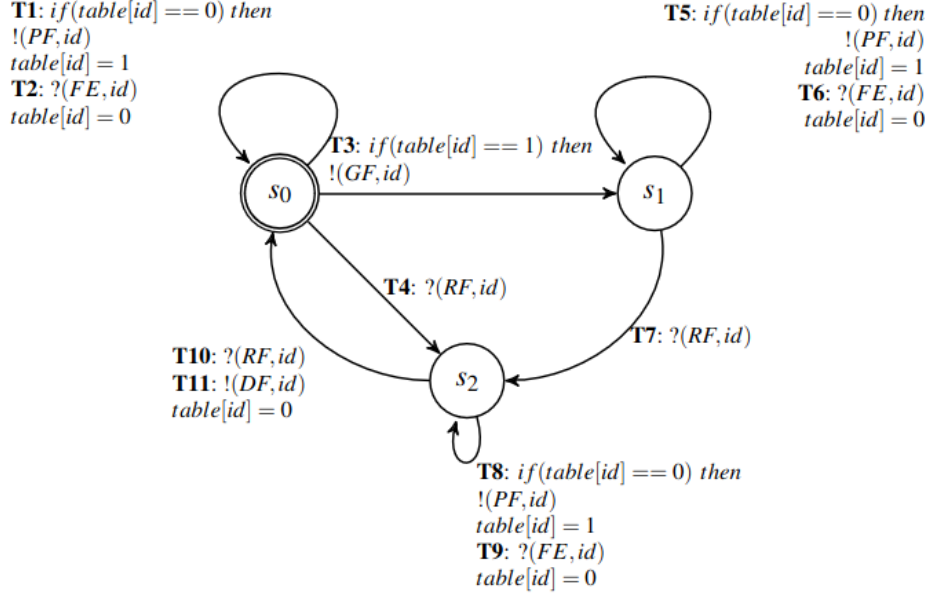 T1: if(table[id] == 0) then
!(PF,id)
table[id] = 1
T2: ?(FE,id)
table[id] = 0
T5: if(table[id] == 0) then
!(PF,id)
table[id] = 1
T6: ?(FE,id)
table[id] = 0
T3: if(table[id] == 1) then
!(GF,id)
s0
s1
T4: ?(RF,id)
T7: ?(RF,id)
T10: ?(RF,id)
T11: !(DF,id)
table[id] = 0
s2
T8: if(table[id] == 0) then
!(PF,id)
table[id] = 1
T9: ?(FE,id)
table[id] = 0